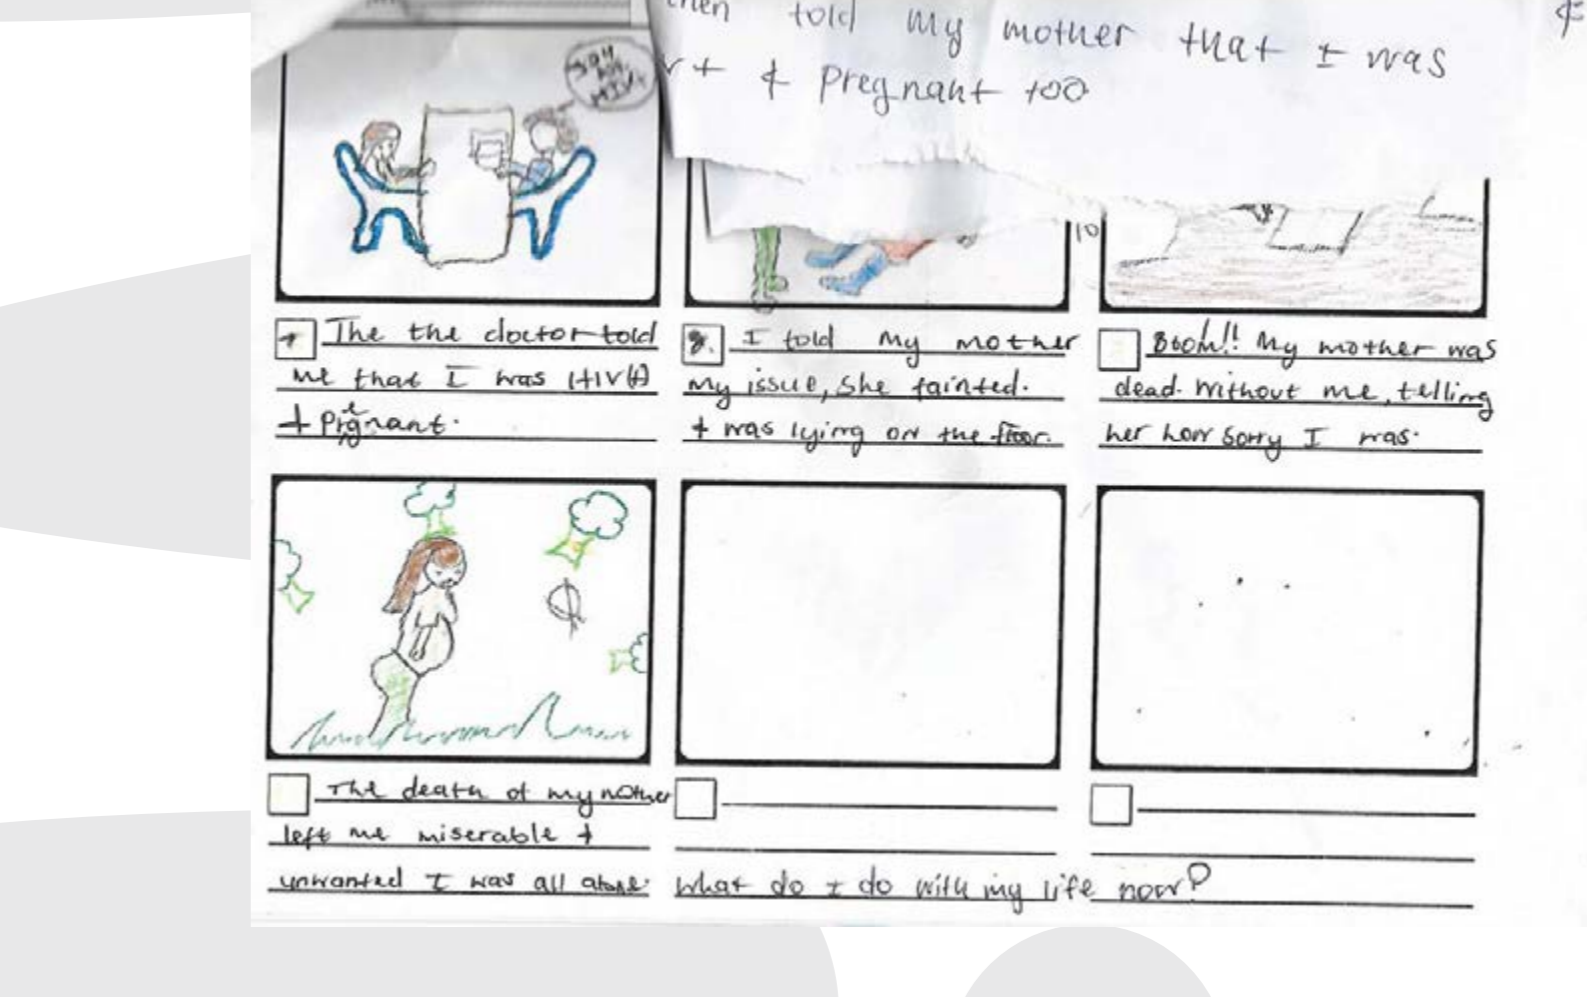 told my mother that I was
& pregnant too
The the doctor told
me that I was HIV(+)
+ Pregnant.
8. I told my mother
my issue, she fainted.
+ was lying on the floor.
Boom!! My mother was
dead. Without me, telling
her how sorry I was.
The death of my mother
left me miserable +
unwanted I was all alone.
What do I do with my life now?